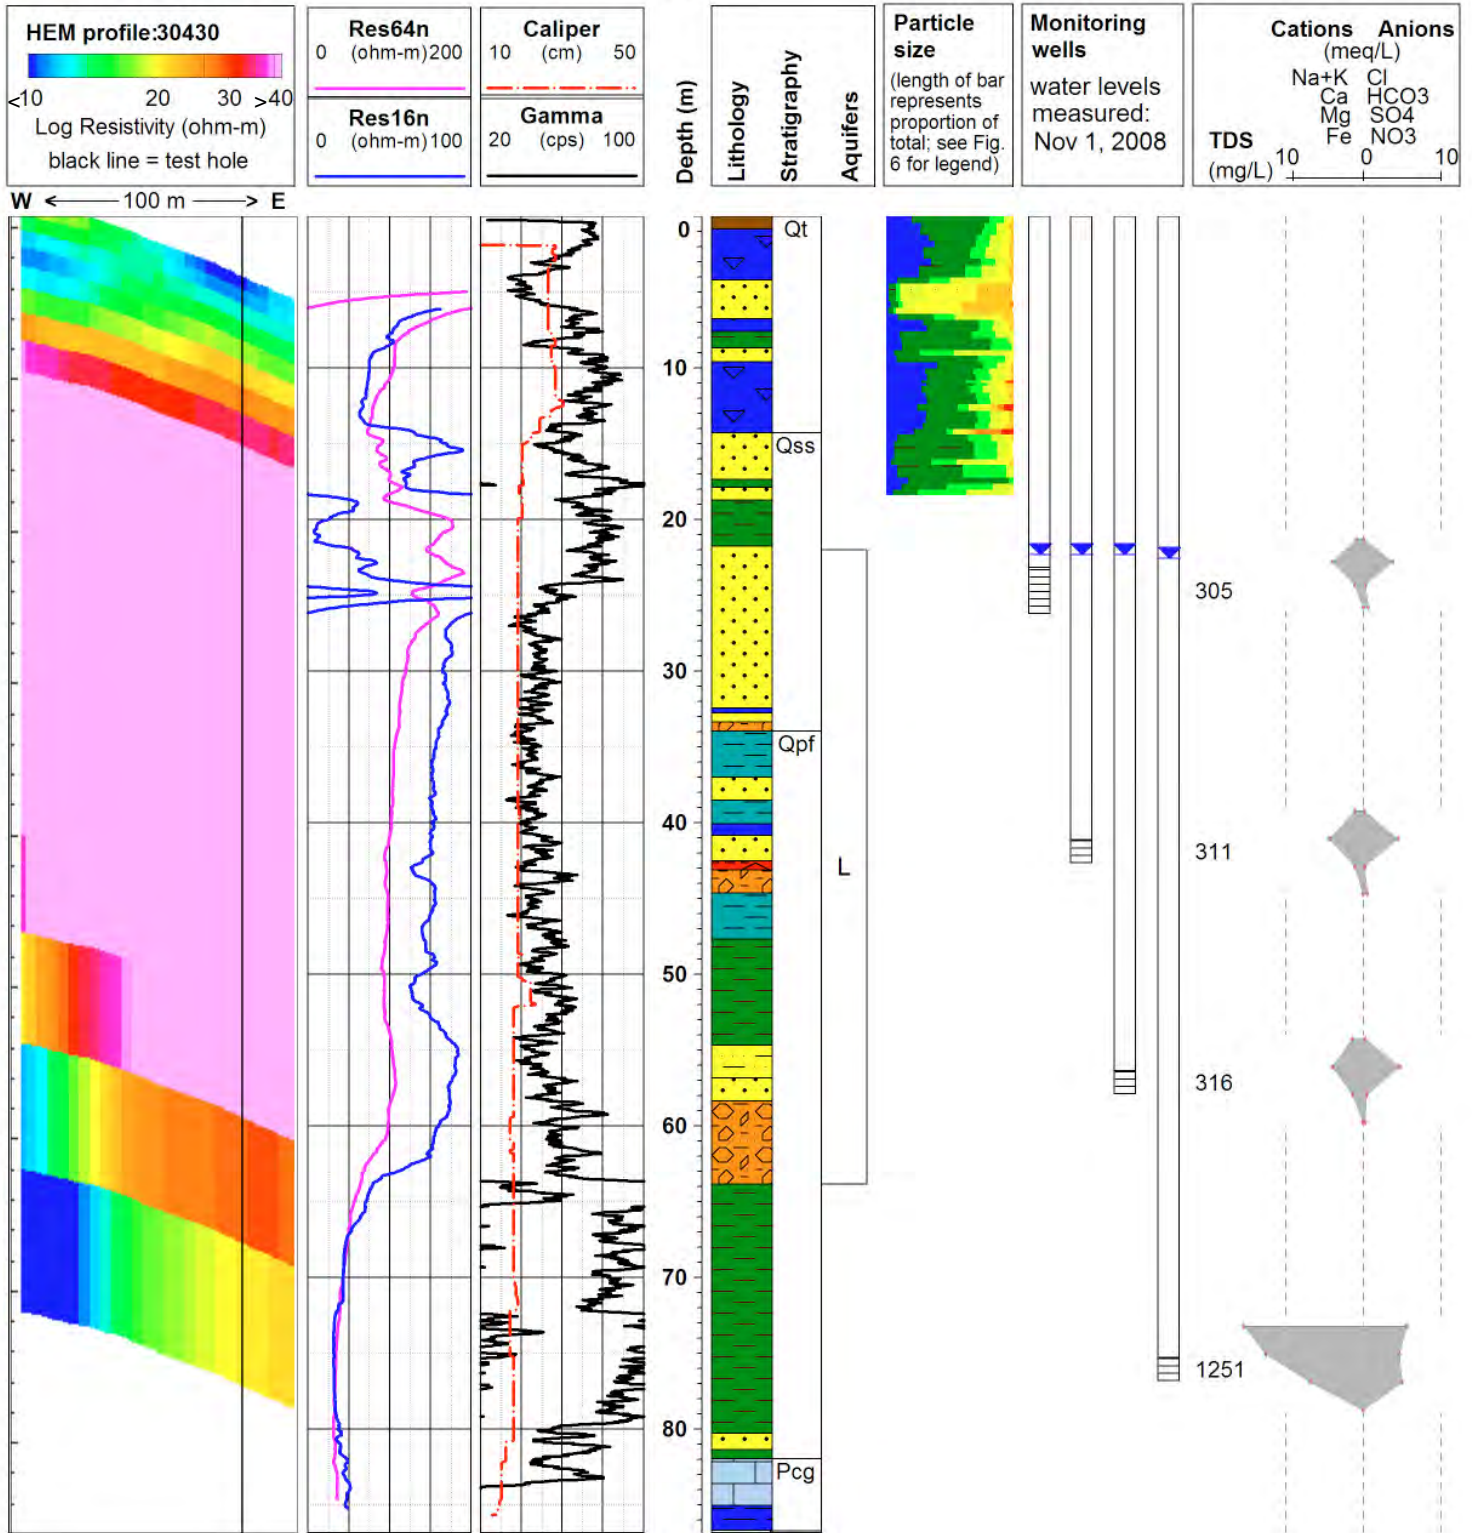 HEM profile:30430
<10 20 30 >40
Log Resistivity (ohm-m)
black line = test hole
W 100 m E
Res64n
0 (ohm-m)200
Res16n
0 (ohm-m)100
Caliper
10 (cm) 50
Gamma
20 (cps) 100
Depth (m)
Lithology
Stratigraphy
Aquifers
Particle
size
(length of bar
represents
proportion of
total; see Fig.
6 for legend)
Monitoring
wells
water levels
measured:
Nov 1, 2008
Cations Anions
(meq/L)
Na+K Cl
Ca HCO3
Mg SO4
Fe NO3
TDS
(mg/L)
10 0 10
0
10
20
30
40
50
60
70
80
Qt
Qss
Qpf
Pcg
L
305
311
316
1251